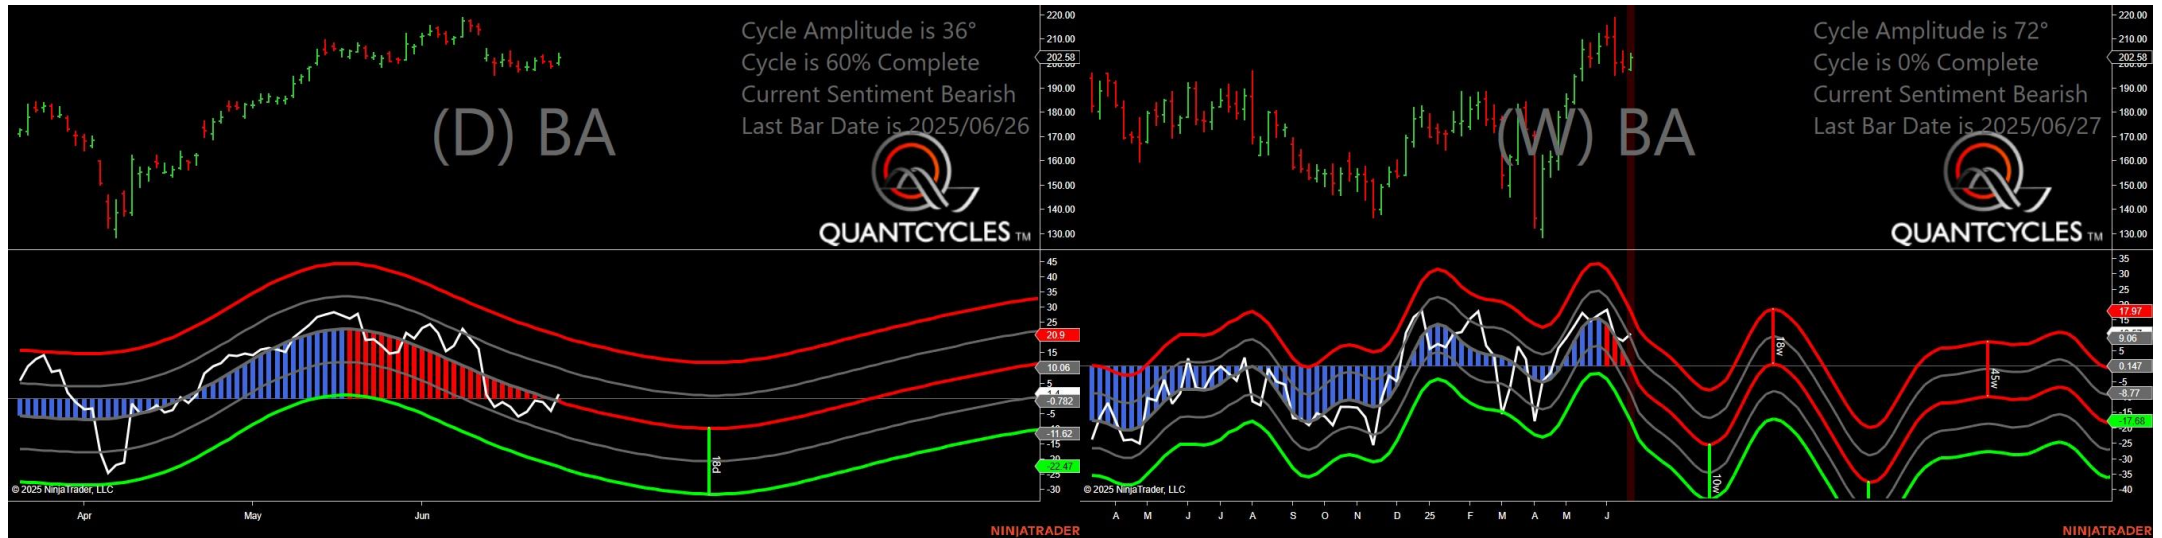 Cycle Amplitude is 36°
Cycle is 60% Complete
Current Sentiment Bearish
Last Bar Date is 2025/06/26
(D) BA
QUANTCYCLES TM
220.00
210.00
202.58
190.00
180.00
170.00
160.00
150.00
140.00
130.00
45
40
35
30
25
20.9
15
10.06
5
-0.782
-5
-11.62
-15
-22.47
-30
18d
© 2025 NinjaTrader, LLC
Apr May Jun
NINJATRADER
Cycle Amplitude is 72°
Cycle is 0% Complete
Current Sentiment Bearish
Last Bar Date is 2025/06/27
(W) BA
QUANTCYCLES TM
220.00
210.00
202.58
190.00
180.00
170.00
160.00
150.00
140.00
130.00
35
30
25
17.97
15
9.06
5
0.147
-5
-8.77
-15
-17.68
-25
-30
-35
-40
18w
45w
10w
© 2025 NinjaTrader, LLC
A M J J A S O N D 25 F M A M J
NINJATRADER